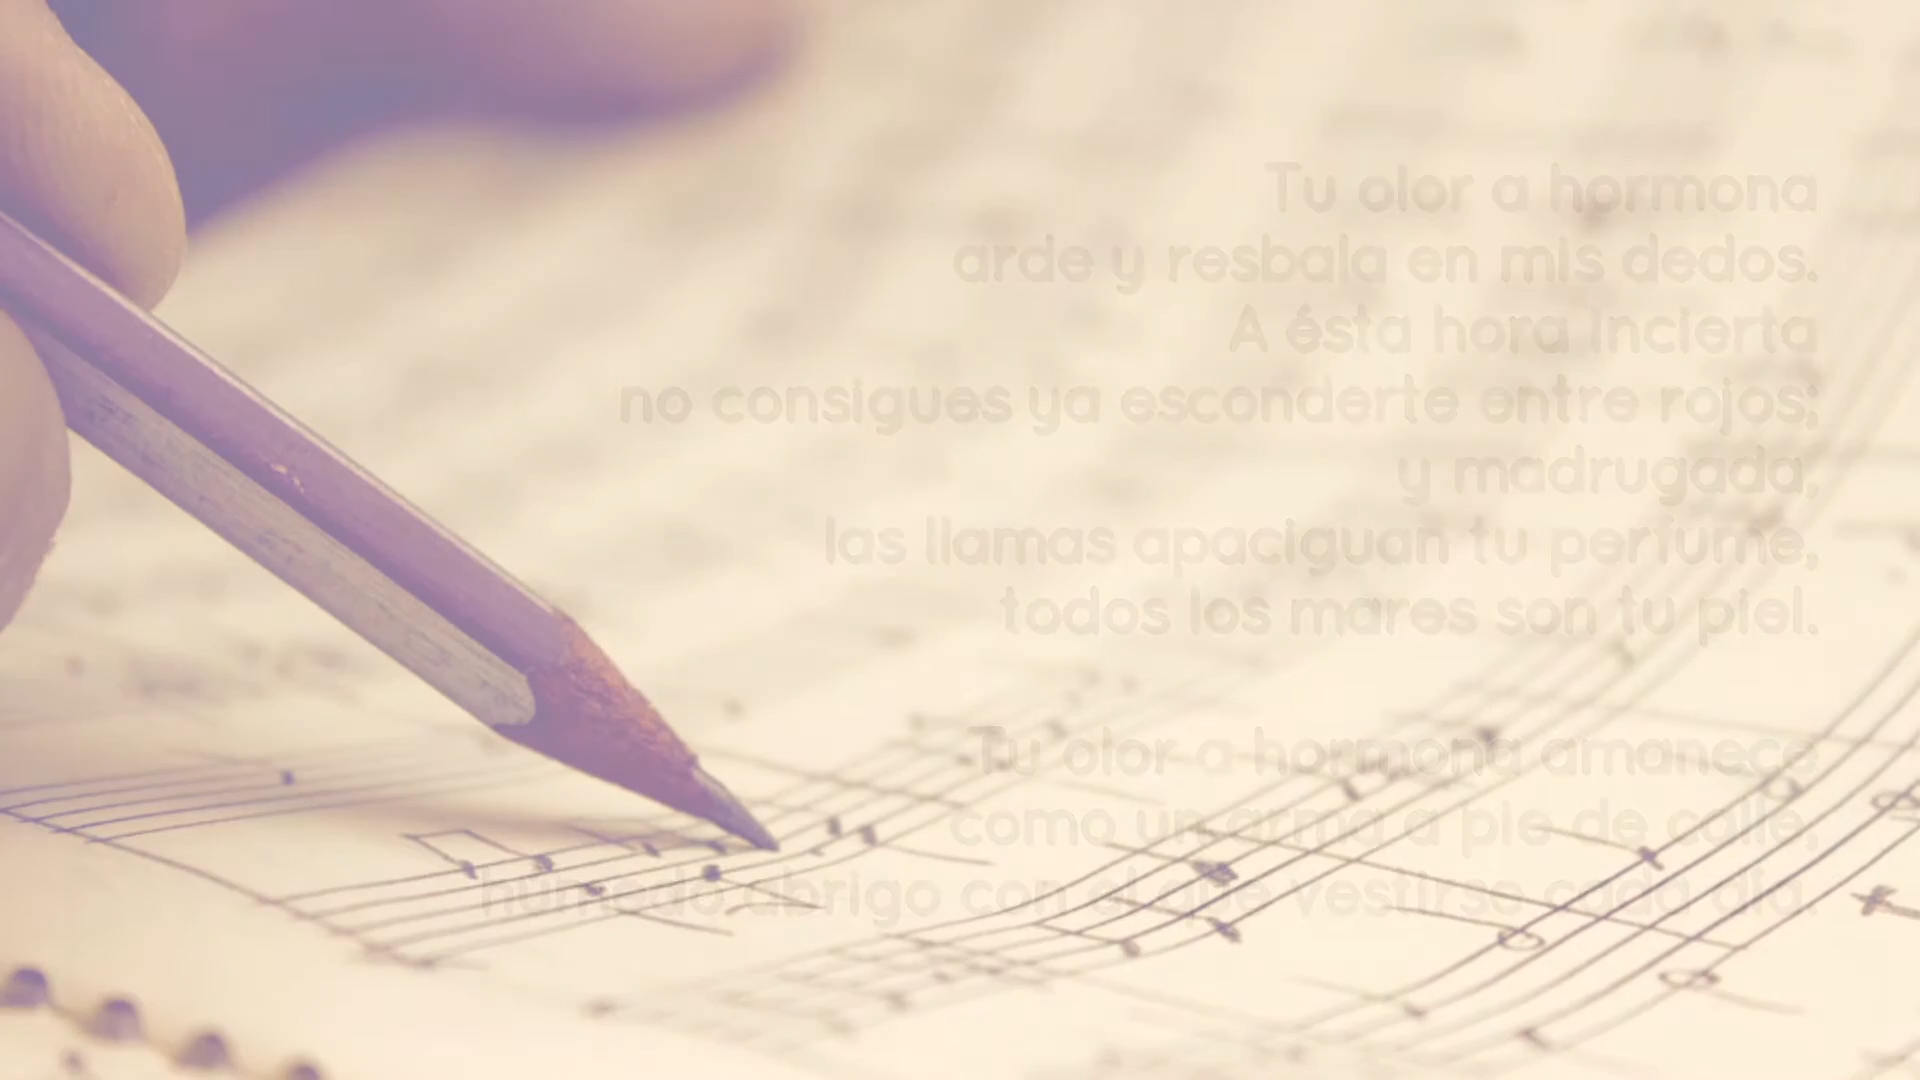 Tu olor a hormona
arde y resbala en mis dedos.
A ésta hora incierta
no consigues ya esconderte entre rojos;
y madrugada,
las llamas apaciguan tu perfume,
todos los mares son tu piel.
Tu olor a hormona amanece
como un arma a pie de calle,
húmedo abrigo con el que vestirse cada día.